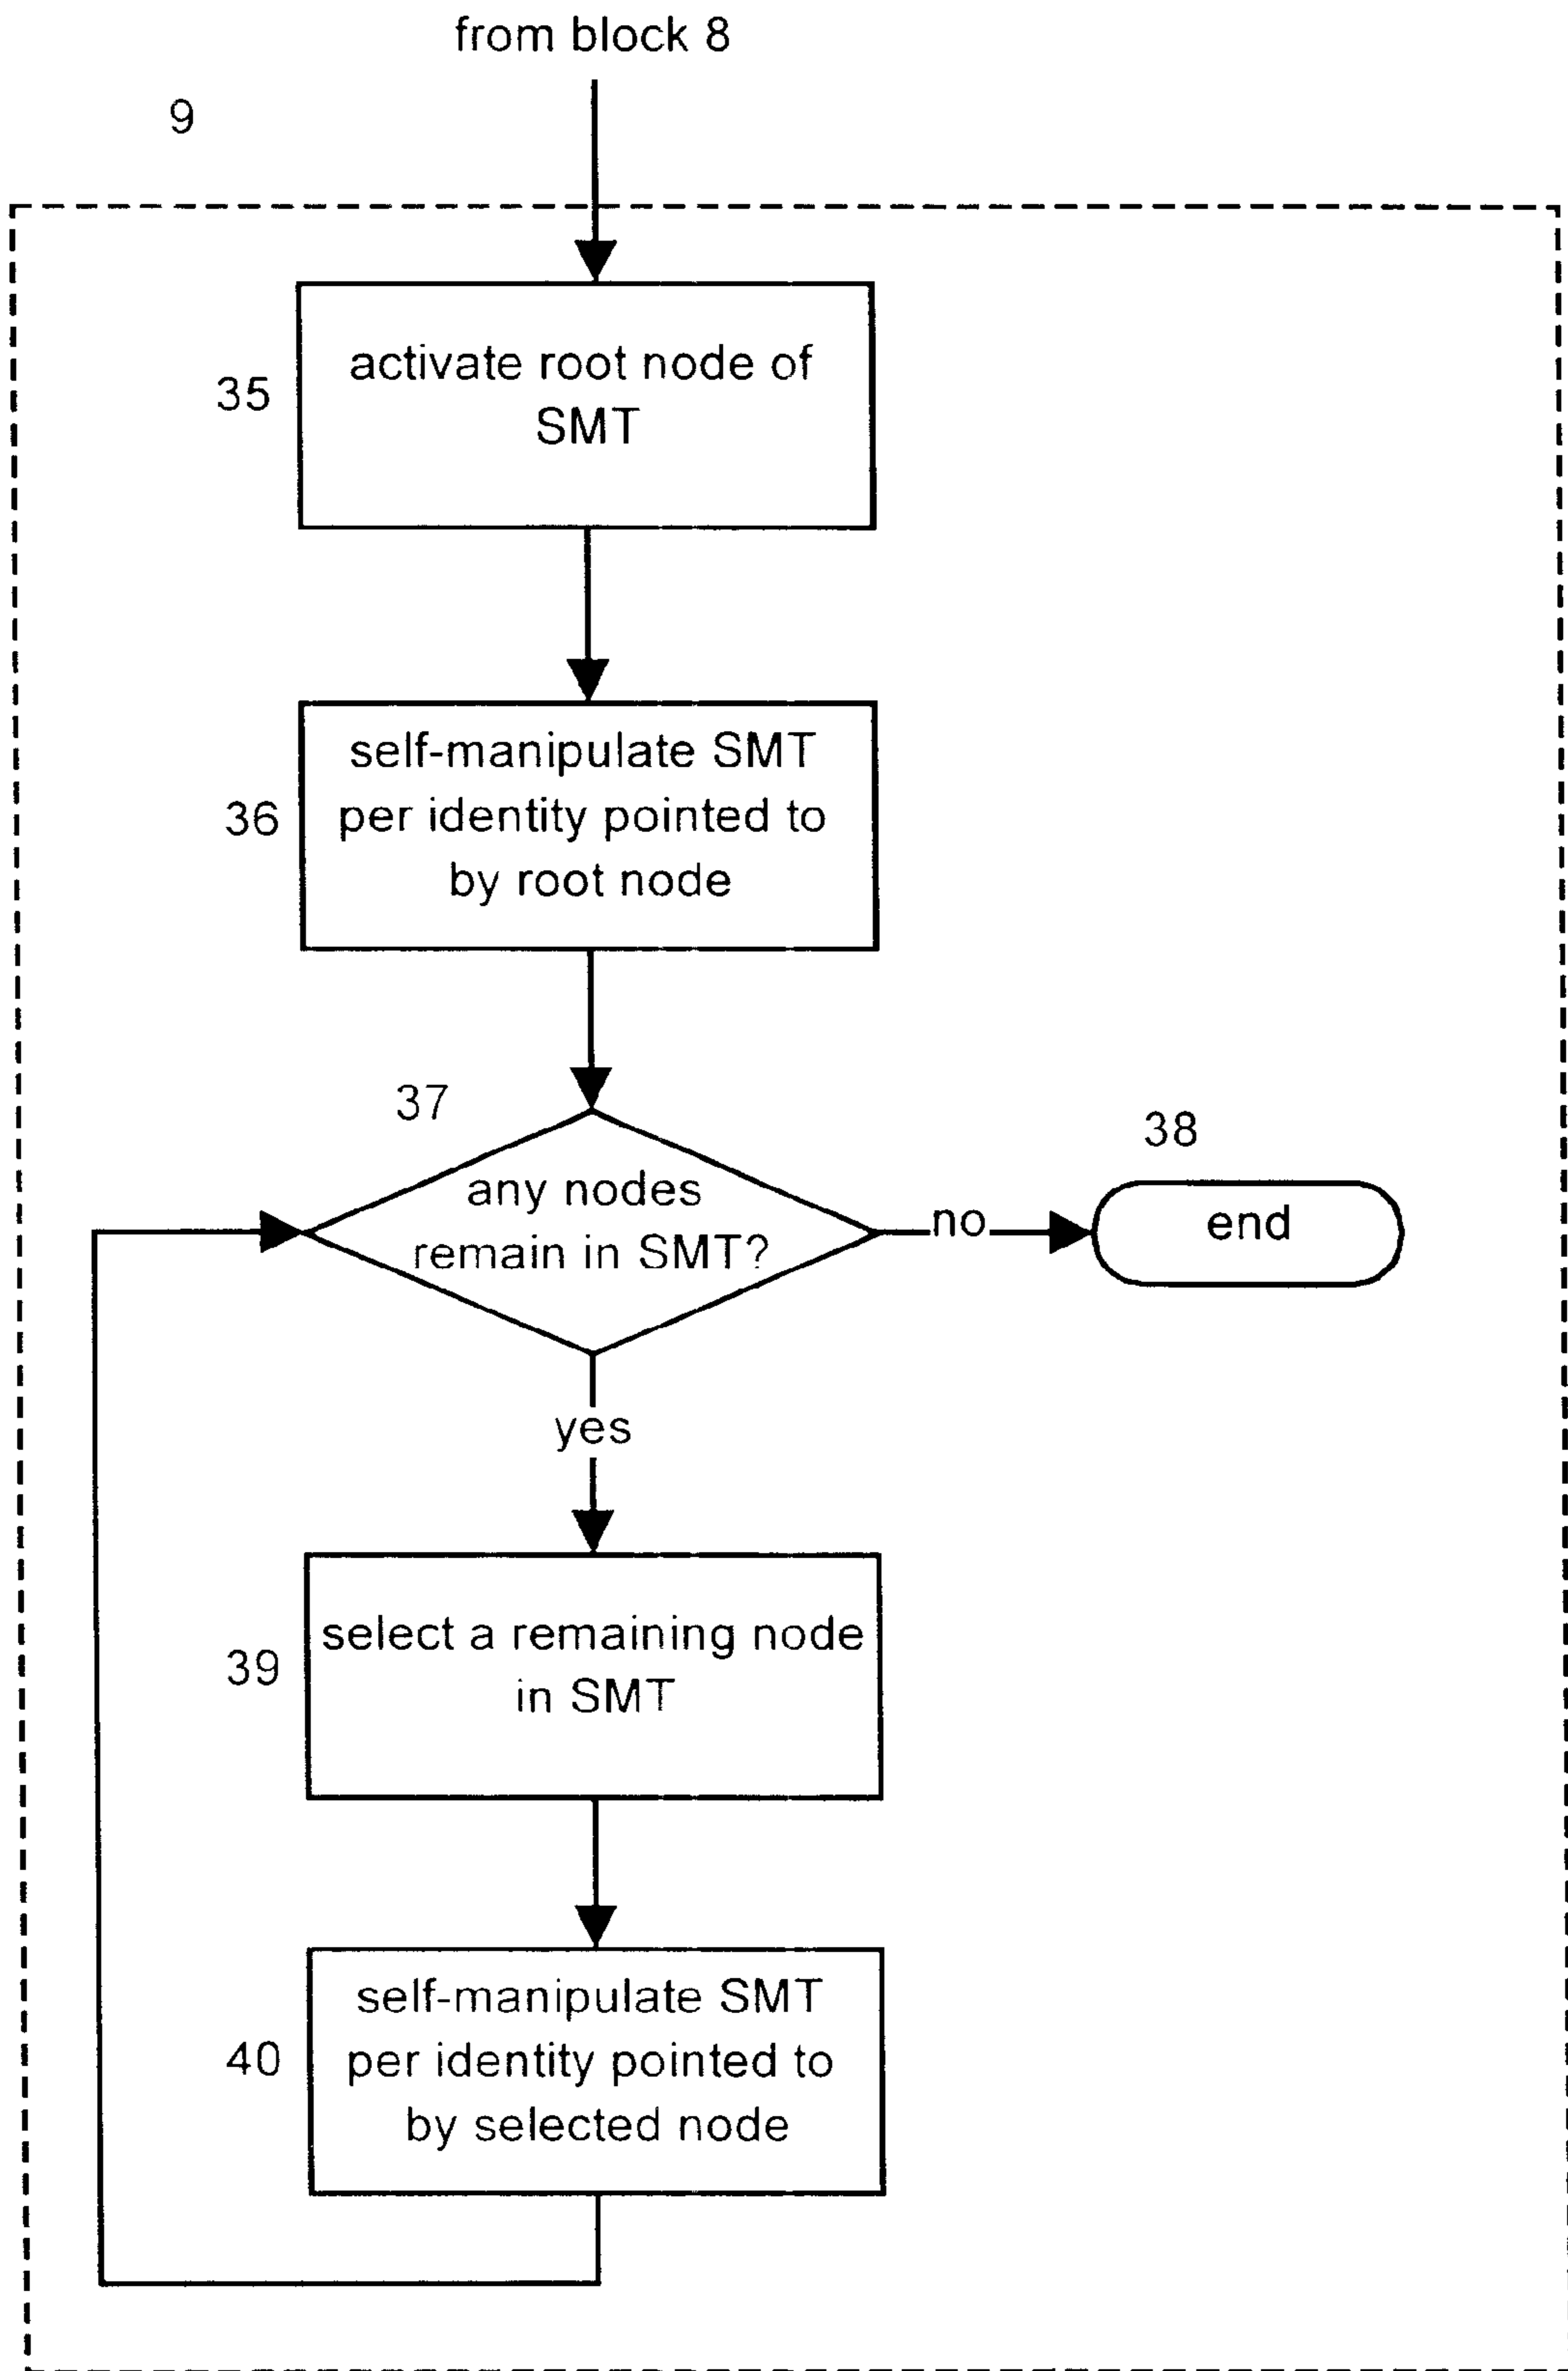 from block 8
9
35
activate root node of
SMT
36
self-manipulate SMT
per identity pointed to
by root node
37
any nodes
remain in SMT?
no
38
end
yes
39
select a remaining node
in SMT
40
self-manipulate SMT
per identity pointed to
by selected node